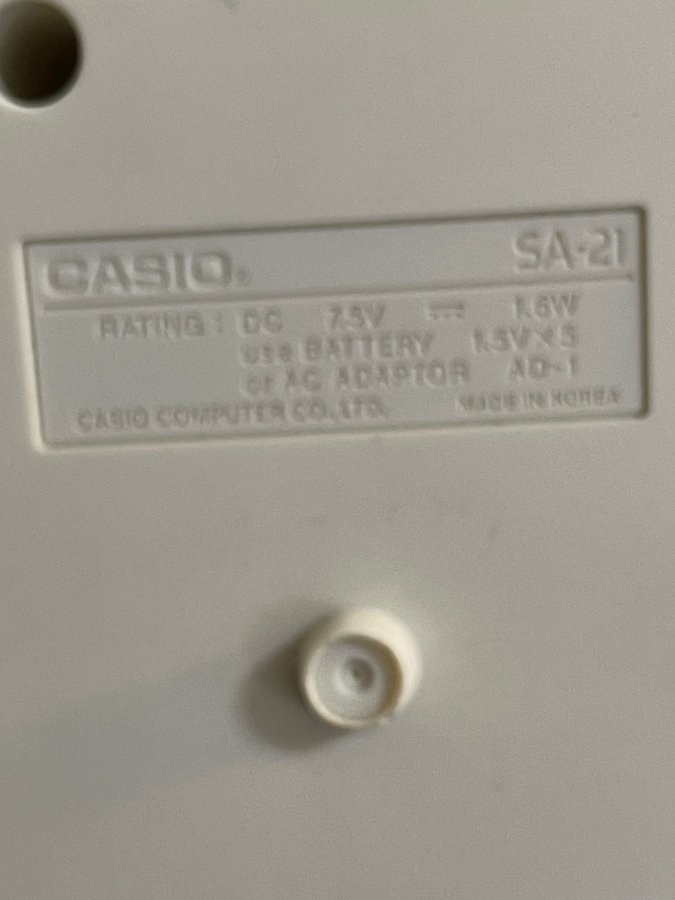 CASIO® SA-21
RATING : DC 7.5V ⎓ 1.6W
use BATTERY 1.5V×5
or AC ADAPTOR AD-1
CASIO COMPUTER CO.,LTD. MADE IN KOREA